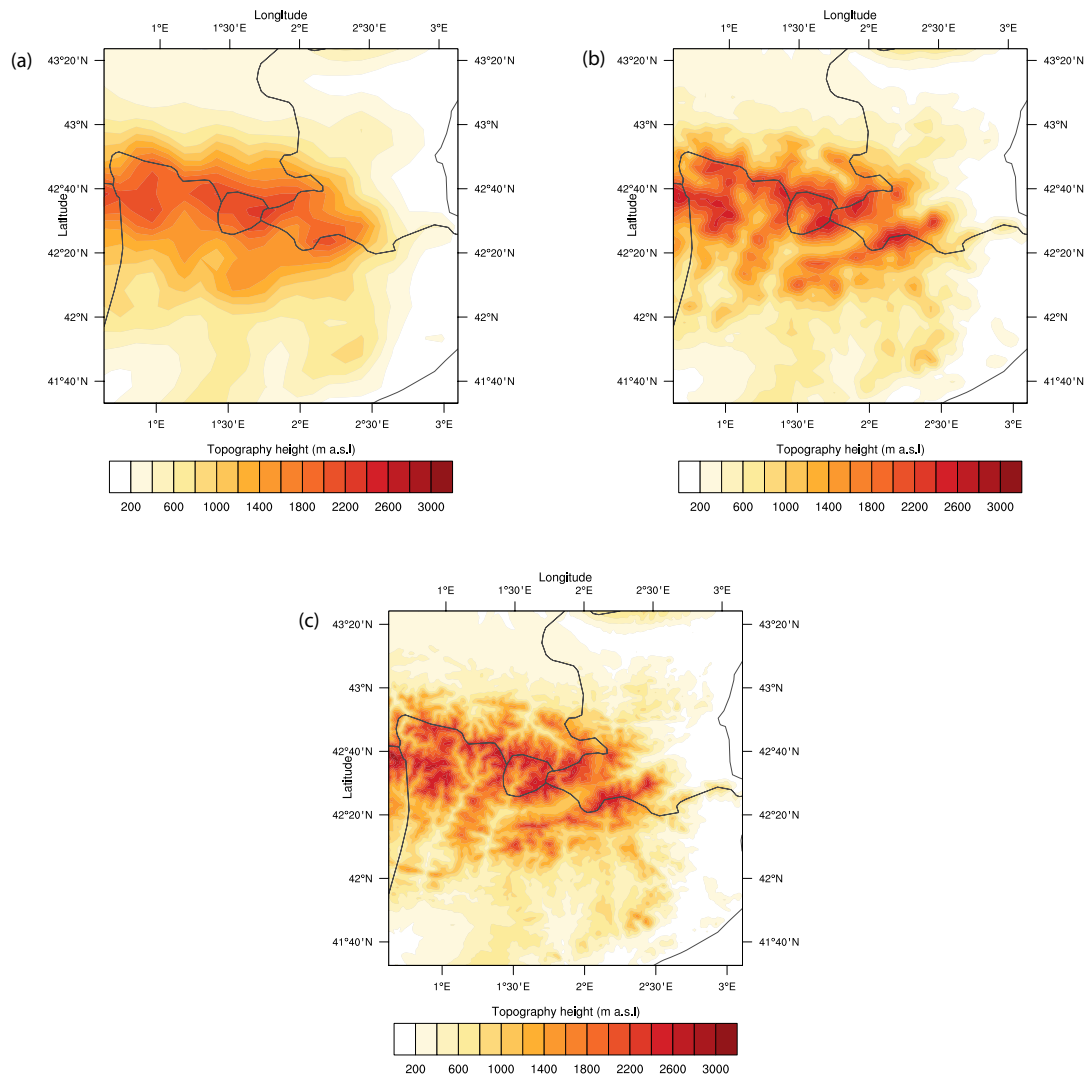 Longitude
1°E 1°30'E 2°E 2°30'E 3°E
(a)
43°20'N 43°20'N
43°N 43°N
42°40'N 42°40'N
Latitude
42°20'N 42°20'N
42°N 42°N
41°40'N 41°40'N
1°E 1°30'E 2°E 2°30'E 3°E
Topography height (m a.s.l)
200 600 1000 1400 1800 2200 2600 3000
Longitude
1°E 1°30'E 2°E 2°30'E 3°E
(b)
43°20'N 43°20'N
43°N 43°N
42°40'N 42°40'N
Latitude
42°20'N 42°20'N
42°N 42°N
41°40'N 41°40'N
1°E 1°30'E 2°E 2°30'E 3°E
Topography height (m a.s.l)
200 600 1000 1400 1800 2200 2600 3000
Longitude
1°E 1°30'E 2°E 2°30'E 3°E
(c)
43°20'N 43°20'N
43°N 43°N
42°40'N 42°40'N
Latitude
42°20'N 42°20'N
42°N 42°N
41°40'N 41°40'N
1°E 1°30'E 2°E 2°30'E 3°E
Topography height (m a.s.l)
200 600 1000 1400 1800 2200 2600 3000